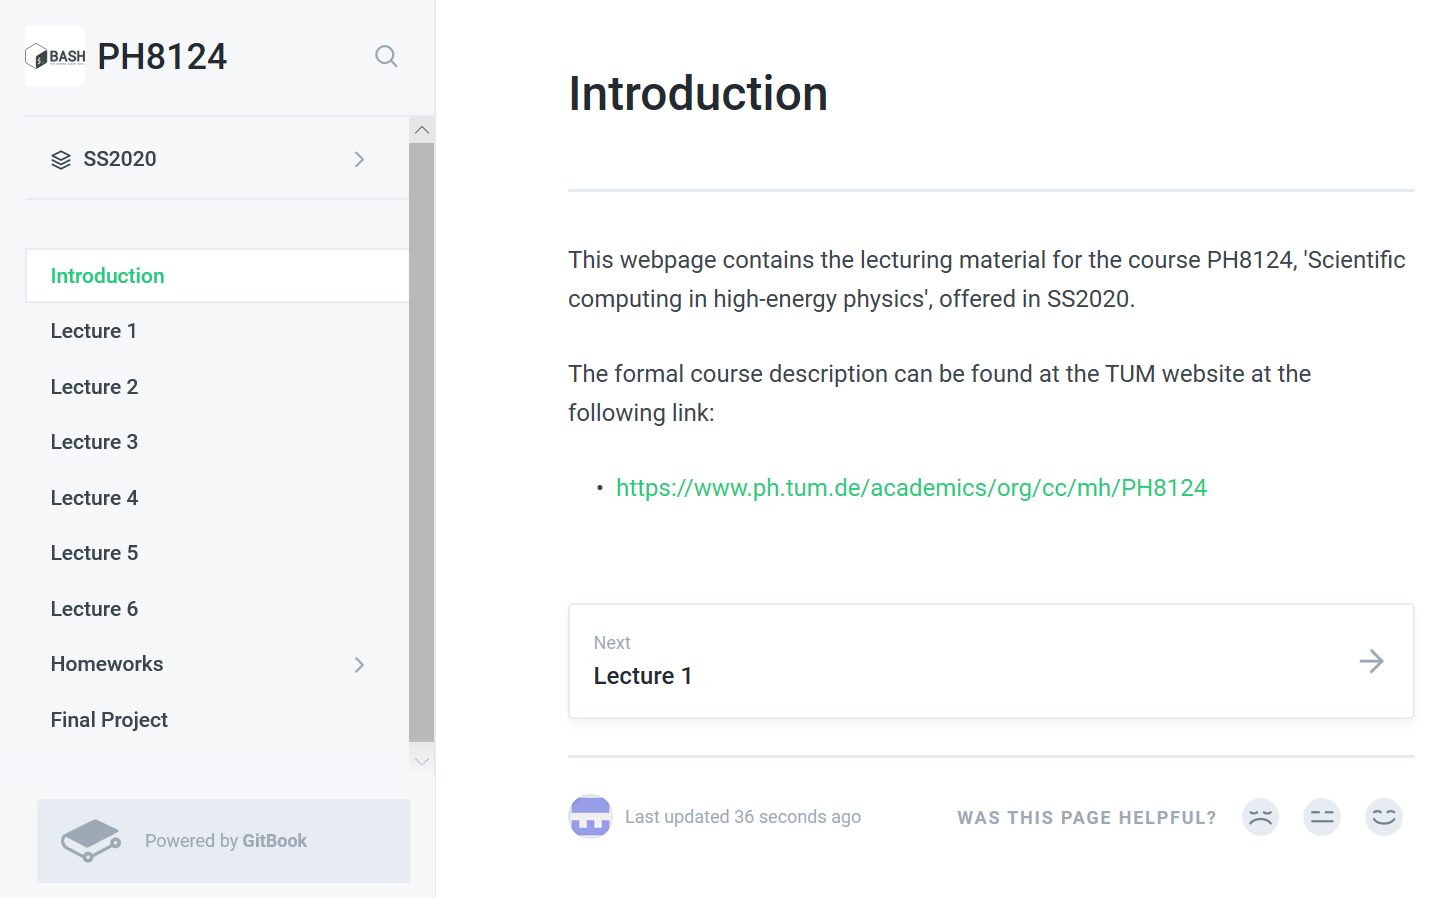 BASH
PH8124
SS2020
Introduction
Lecture 1
Lecture 2
Lecture 3
Lecture 4
Lecture 5
Lecture 6
Homeworks
Final Project
Powered by GitBook
Introduction
This webpage contains the lecturing material for the course PH8124, 'Scientific
computing in high-energy physics', offered in SS2020.
The formal course description can be found at the TUM website at the
following link:
• https://www.ph.tum.de/academics/org/cc/mh/PH8124
Next
Lecture 1
Last updated 36 seconds ago
WAS THIS PAGE HELPFUL?